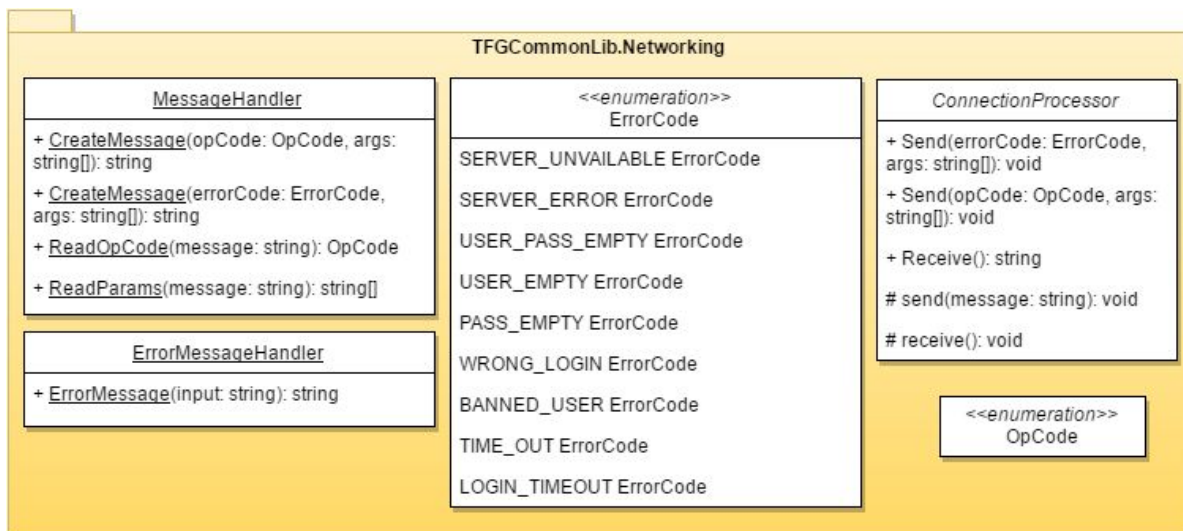 TFGCommonLib.Networking
MessageHandler
+ CreateMessage(opCode: OpCode, args:
string[]): string
+ CreateMessage(errorCode: ErrorCode,
args: string[]): string
+ ReadOpCode(message: string): OpCode
+ ReadParams(message: string): string[]
ErrorMessageHandler
+ ErrorMessage(input: string): string
<<enumeration>>
ErrorCode
SERVER_UNVAILABLE ErrorCode
SERVER_ERROR ErrorCode
USER_PASS_EMPTY ErrorCode
USER_EMPTY ErrorCode
PASS_EMPTY ErrorCode
WRONG_LOGIN ErrorCode
BANNED_USER ErrorCode
TIME_OUT ErrorCode
LOGIN_TIMEOUT ErrorCode
ConnectionProcessor
+ Send(errorCode: ErrorCode,
args: string[]): void
+ Send(opCode: OpCode, args:
string[]): void
+ Receive(): string
# send(message: string): void
# receive(): void
<<enumeration>>
OpCode